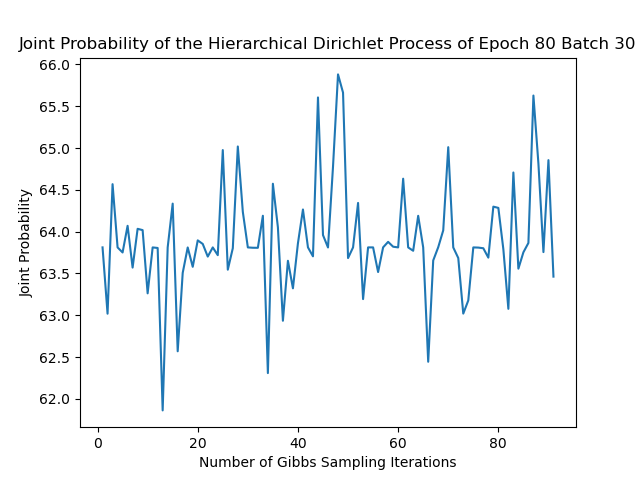 Joint Probability of the Hierarchical Dirichlet Process of Epoch 80 Batch 30
66.0
65.5
65.0
64.5
64.0
63.5
63.0
62.5
62.0
Joint Probability
0 20 40 60 80
Number of Gibbs Sampling Iterations